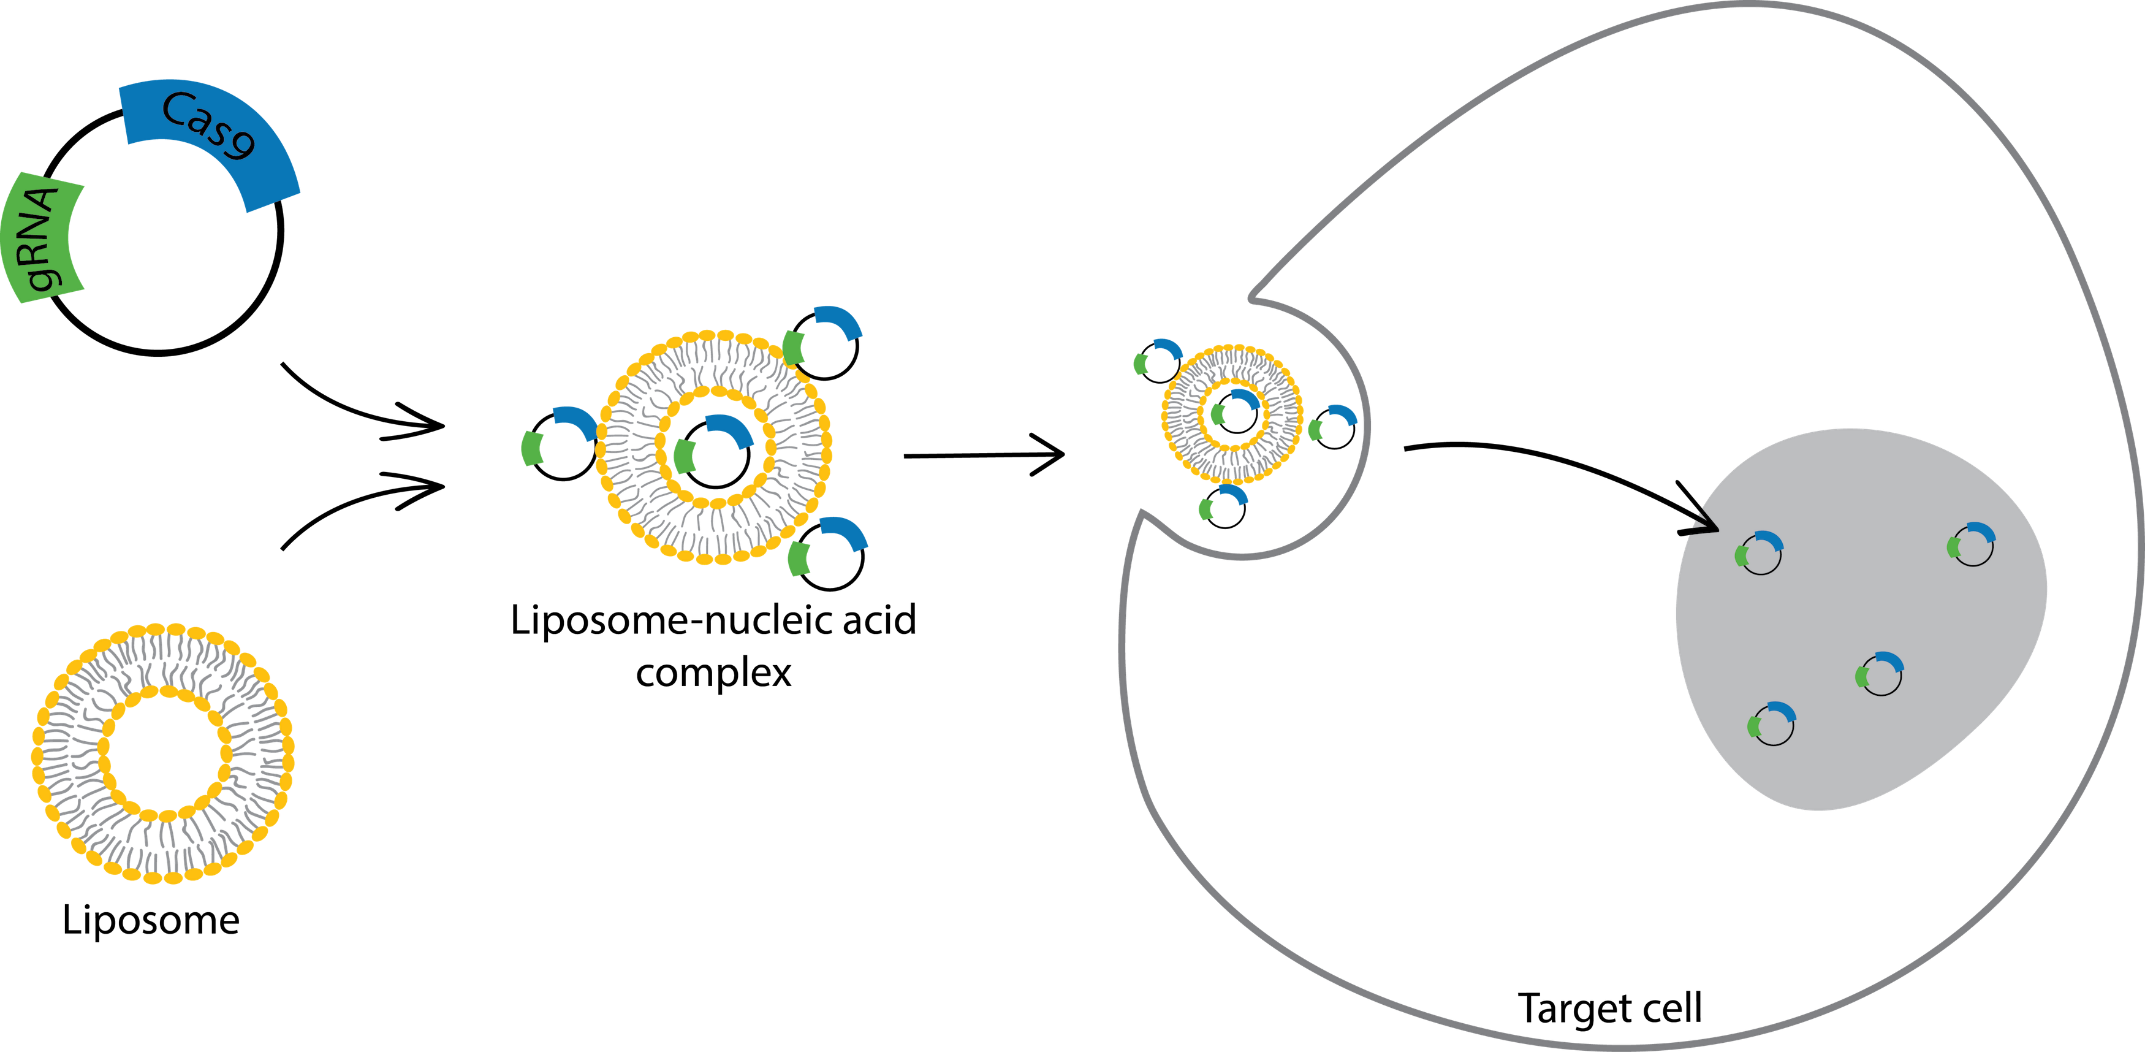 Cas9
gRNA
Liposome-nucleic acid
complex
Liposome
Target cell